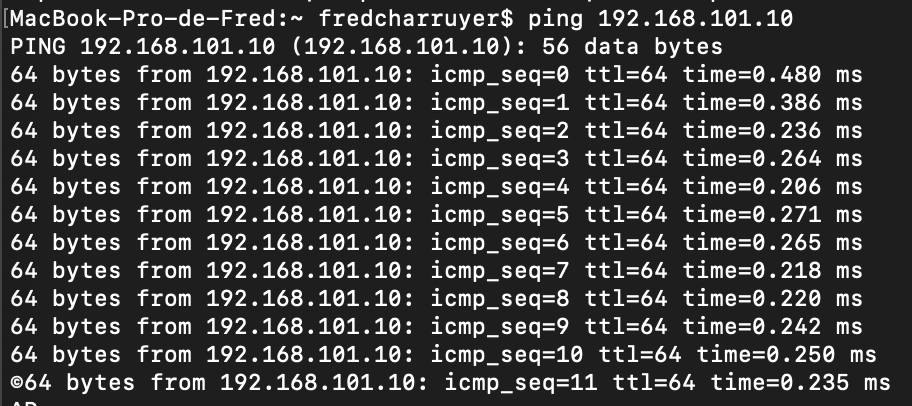 [MacBook-Pro-de-Fred:~ fredcharruyer$ ping 192.168.101.10
PING 192.168.101.10 (192.168.101.10): 56 data bytes
64 bytes from 192.168.101.10: icmp_seq=0 ttl=64 time=0.480 ms
64 bytes from 192.168.101.10: icmp_seq=1 ttl=64 time=0.386 ms
64 bytes from 192.168.101.10: icmp_seq=2 ttl=64 time=0.236 ms
64 bytes from 192.168.101.10: icmp_seq=3 ttl=64 time=0.264 ms
64 bytes from 192.168.101.10: icmp_seq=4 ttl=64 time=0.206 ms
64 bytes from 192.168.101.10: icmp_seq=5 ttl=64 time=0.271 ms
64 bytes from 192.168.101.10: icmp_seq=6 ttl=64 time=0.265 ms
64 bytes from 192.168.101.10: icmp_seq=7 ttl=64 time=0.218 ms
64 bytes from 192.168.101.10: icmp_seq=8 ttl=64 time=0.220 ms
64 bytes from 192.168.101.10: icmp_seq=9 ttl=64 time=0.242 ms
64 bytes from 192.168.101.10: icmp_seq=10 ttl=64 time=0.250 ms
©64 bytes from 192.168.101.10: icmp_seq=11 ttl=64 time=0.235 ms